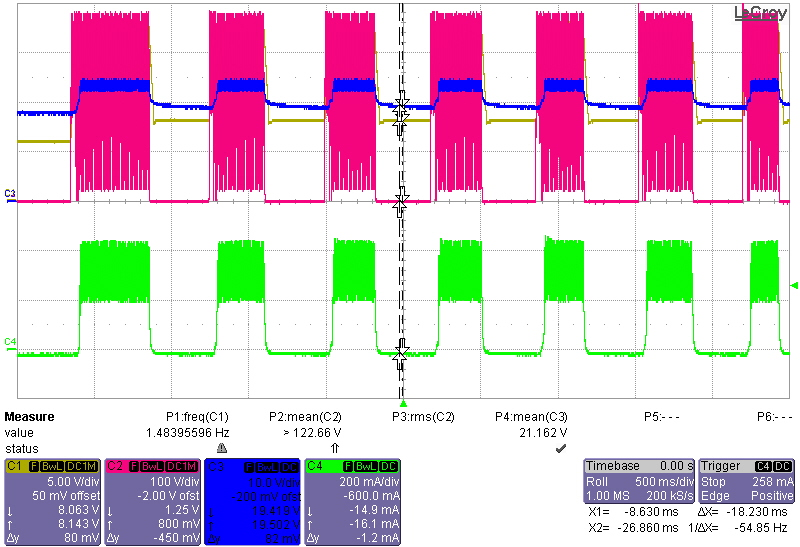 LeCroy
C3
C4
Measure P1:freq(C1) P2:mean(C2) P3:rms(C2) P4:mean(C3) P5:- - - P6:- - -
value 1.48395596 Hz > 122.66 V 21.162 V
status
C1 F BwL DC1M
5.00 V/div
50 mV offset
↓ 8.063 V
↑ 8.143 V
Δy 80 mV
C2 F BwL DC1M
100 V/div
-2.00 V ofst
↓ 1.25 V
↑ 800 mV
Δy -450 mV
C3 F BwL DC
10.0 V/div
200 mV ofst
↓ 19.419 V
↑ 19.502 V
Δy 82 mV
C4 F BwL DC
200 mA/div
-600.0 mA
↓ -14.9 mA
↑ -16.1 mA
Δy -1.2 mA
Timebase 0.00 s
Roll 500 ms/div
1.00 MS 200 kS/s
Trigger C4 DC
Stop 258 mA
Edge Positive
X1= -8.630 ms ΔX= -18.230 ms
X2= -26.860 ms 1/ΔX= -54.85 Hz